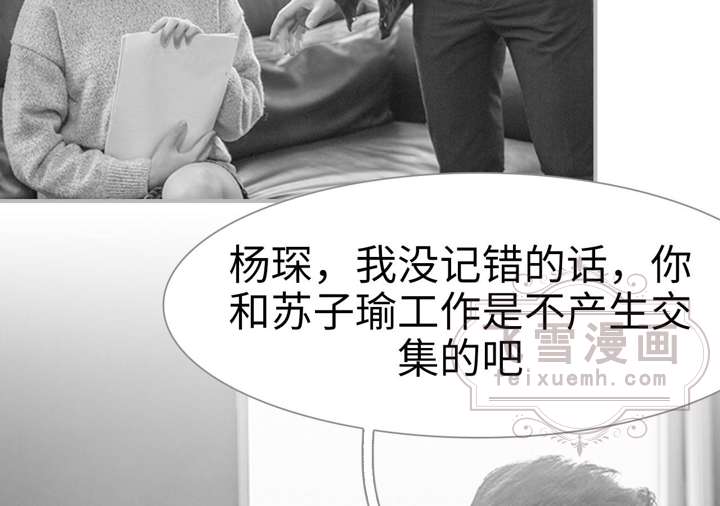 杨琛，我没记错的话，你
和苏子瑜工作是不产生交
集的吧
飞雪漫画
feixuemh.com